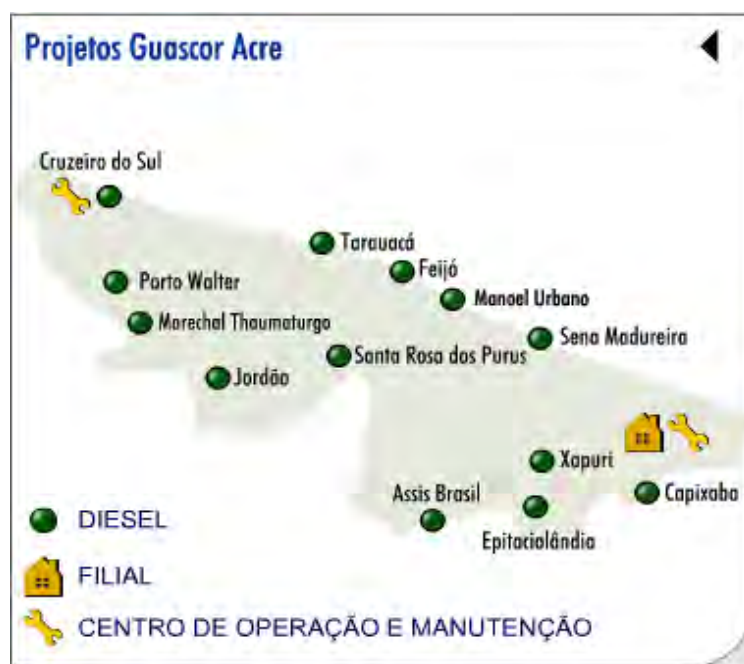 Projetos Guascor Acre
Cruzeiro do Sul
Tarauacá
Feijó
Porto Walter
Manoel Urbano
Marechal Thaumaturgo
Sena Madureira
Santa Rosa dos Purus
Jordão
Xapuri
Assis Brasil
Capixaba
Epitaciolândia
DIESEL
FILIAL
CENTRO DE OPERAÇÃO E MANUTENÇÃO